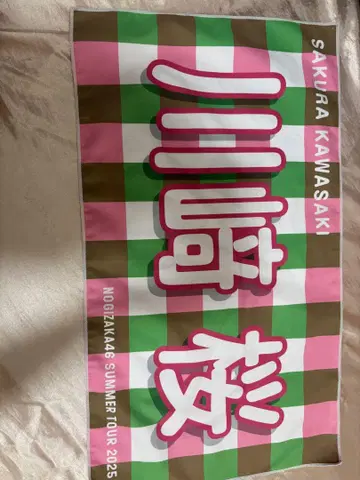 SAKURA KAWASAKI
川﨑 桜
NOGIZAKA46 SUMMER TOUR 2025